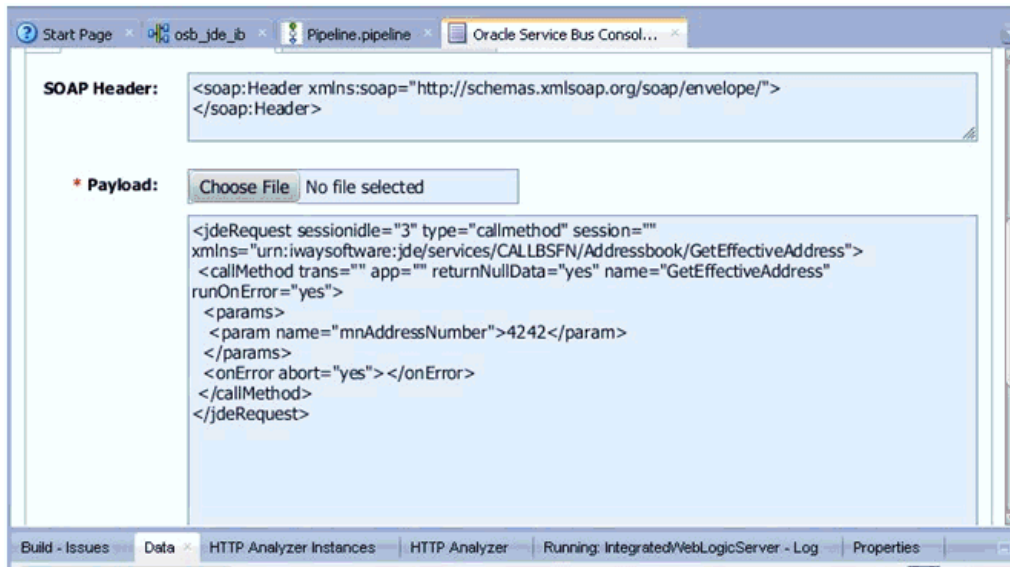 Start Page osb_jde_ib Pipeline.pipeline Oracle Service Bus Consol...
SOAP Header:
<soap:Header xmlns:soap="http://schemas.xmlsoap.org/soap/envelope/">
</soap:Header>
* Payload:
Choose File No file selected
<jdeRequest sessionidle="3" type="callmethod" session=""
xmlns="urn:iwaysoftware:jde/services/CALLBSFN/Addressbook/GetEffectiveAddress">
<callMethod trans="" app="" returnNullData="yes" name="GetEffectiveAddress"
runOnError="yes">
<params>
<param name="mnAddressNumber">4242</param>
</params>
<onError abort="yes"></onError>
</callMethod>
</jdeRequest>
Build - Issues Data HTTP Analyzer Instances HTTP Analyzer Running: IntegratedWebLogicServer - Log Properties